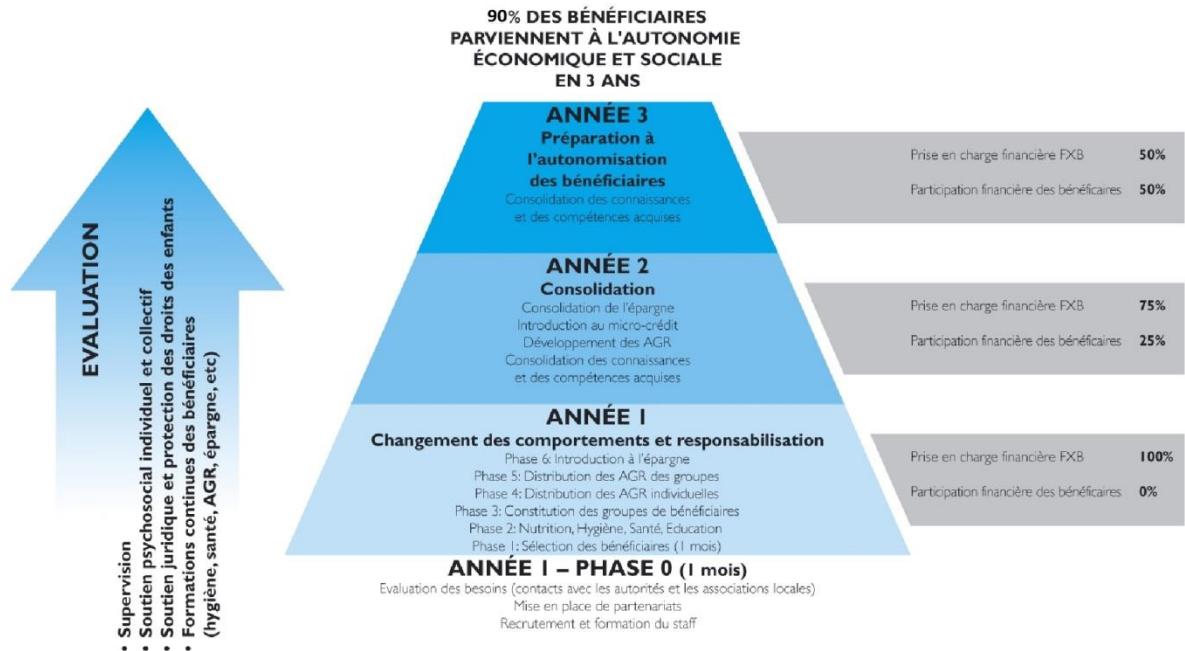 90% DES BÉNÉFICIAIRES
PARVIENNENT À L'AUTONOMIE
ÉCONOMIQUE ET SOCIALE
EN 3 ANS
ANNÉE 3
Préparation à
l'autonomisation
des bénéficiaires
Consolidation des connaissances
et des compétences acquises
Prise en charge financière FXB 50%
Participation financière des bénéficaires 50%
ANNÉE 2
Consolidation
Consolidation de l'épargne
Introduction au micro-crédit
Développement des AGR
Consolidation des connaissances
et des compétences acquises
Prise en charge financière FXB 75%
Participation financière des bénéficaires 25%
ANNÉE 1
Changement des comportements et responsabilisation
Phase 6: Introduction à l'épargne
Phase 5: Distribution des AGR des groupes
Phase 4: Distribution des AGR individuelles
Phase 3: Constitution des groupes de bénéficiaires
Phase 2: Nutrition, Hygiène, Santé, Education
Phase 1: Sélection des bénéficiaires (1 mois)
Prise en charge financière FXB 100%
Participation financière des bénéficaires 0%
ANNÉE 1 – PHASE 0 (1 mois)
Evaluation des besoins (contacts avec les autorités et les associations locales)
Mise en place de partenariats
Recrutement et formation du staff
EVALUATION
• Supervision
• Soutien psychosocial individuel et collectif
• Soutien juridique et protection des droits des enfants
• Formations continues des bénéficiaires
(hygiène, santé, AGR, épargne, etc)